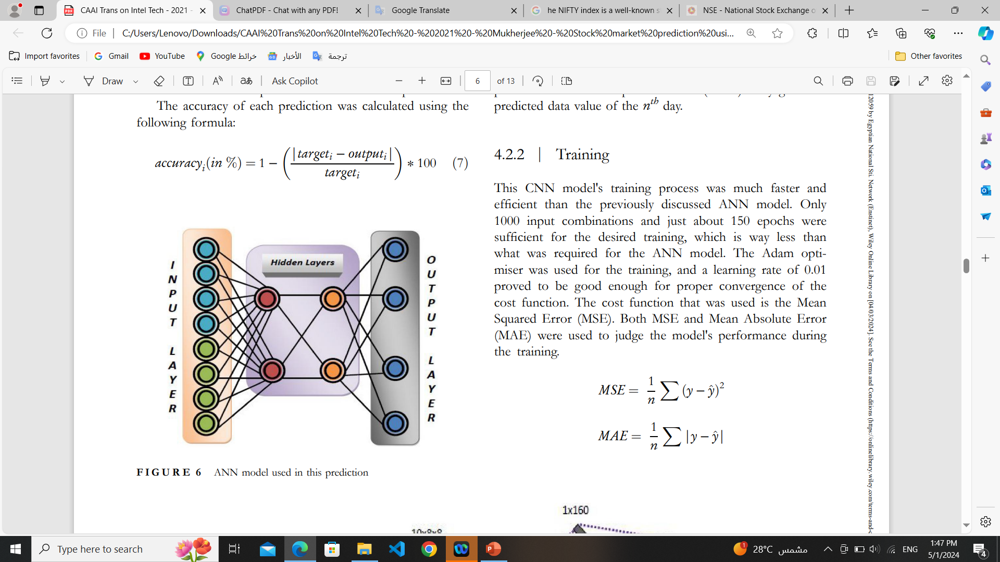 CAAI Trans on Intel Tech - 2021 -
ChatPDF - Chat with any PDF!
Google Translate
he NIFTY index is a well-known s
NSE - National Stock Exchange o
File
C:/Users/Lenovo/Downloads/CAAI%20Trans%20on%20Intel%20Tech%20-%202021%20-%20Mukherjee%20-%20Stock%20market%20prediction%20usi...
Import favorites
Gmail
YouTube
خرائط Google
الأخبار
ترجمة
Other favorites
Draw
Ask Copilot
6
of 13
The accuracy of each prediction was calculated using the
following formula:
accuracy_i(in %) = 1 − (|target_i − output_i| / target_i) ∗ 100 (7)
INPUT LAYER
Hidden Layers
OUTPUT LAYER
FIGURE 6 ANN model used in this prediction
predicted data value of the n^th day.
4.2.2 | Training
This CNN model's training process was much faster and
efficient than the previously discussed ANN model. Only
1000 input combinations and just about 150 epochs were
sufficient for the desired training, which is way less than
what was required for the ANN model. The Adam opti-
miser was used for the training, and a learning rate of 0.01
proved to be good enough for proper convergence of the
cost function. The cost function that was used is the Mean
Squared Error (MSE). Both MSE and Mean Absolute Error
(MAE) were used to judge the model's performance during
the training.
MSE = 1/n ∑ (y − ŷ)²
MAE = 1/n ∑ |y − ŷ|
1x160
10x8x8
12059 by Egyptian National Sti. Network (Enstinet), Wiley Online Library on [04/03/2024]. See the Terms and Conditions (https://onlinelibrary.wiley.com/terms-and-c
Type here to search
1
28°C مشمس
ENG
1:47 PM
5/1/2024
4